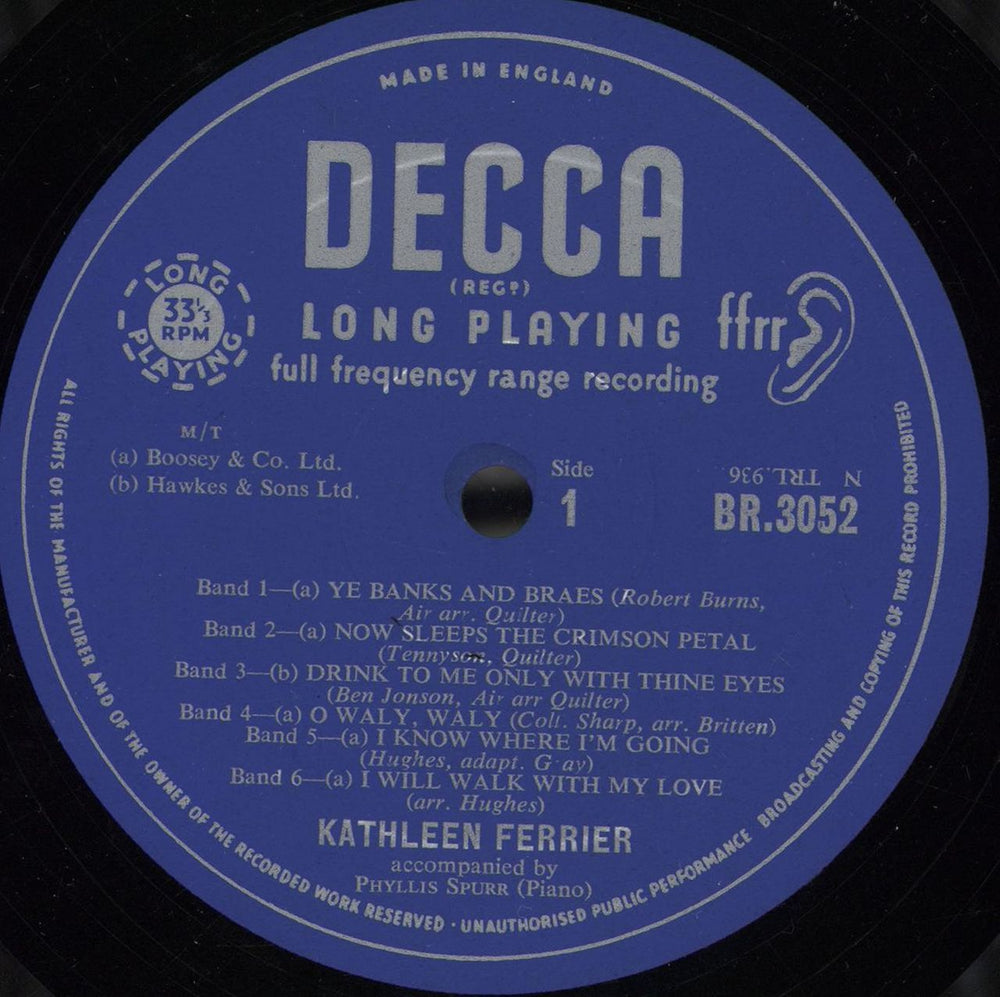 MADE IN ENGLAND
DECCA
(REGD)
LONG PLAYING
full frequency range recording
ffrr
LONG
33⅓
RPM
PLAYING
M/T
(a) Boosey & Co. Ltd.
(b) Hawkes & Sons Ltd.
Side
1
N TRL.936
BR.3052
Band 1—(a) YE BANKS AND BRAES (Robert Burns,
Air arr. Quilter)
Band 2—(a) NOW SLEEPS THE CRIMSON PETAL
(Tennyson, Quilter)
Band 3—(b) DRINK TO ME ONLY WITH THINE EYES
(Ben Jonson, Air arr Quilter)
Band 4—(a) O WALY, WALY (Coll. Sharp, arr. Britten)
Band 5—(a) I KNOW WHERE I'M GOING
(Hughes, adapt. Gray)
Band 6—(a) I WILL WALK WITH MY LOVE
(arr. Hughes)
KATHLEEN FERRIER
accompanied by
PHYLLIS SPURR (Piano)
ALL RIGHTS OF THE MANUFACTURER AND OF THE OWNER OF THE RECORDED WORK RESERVED · UNAUTHORISED PUBLIC PERFORMANCE BROADCASTING AND COPYING OF THIS RECORD PROHIBITED